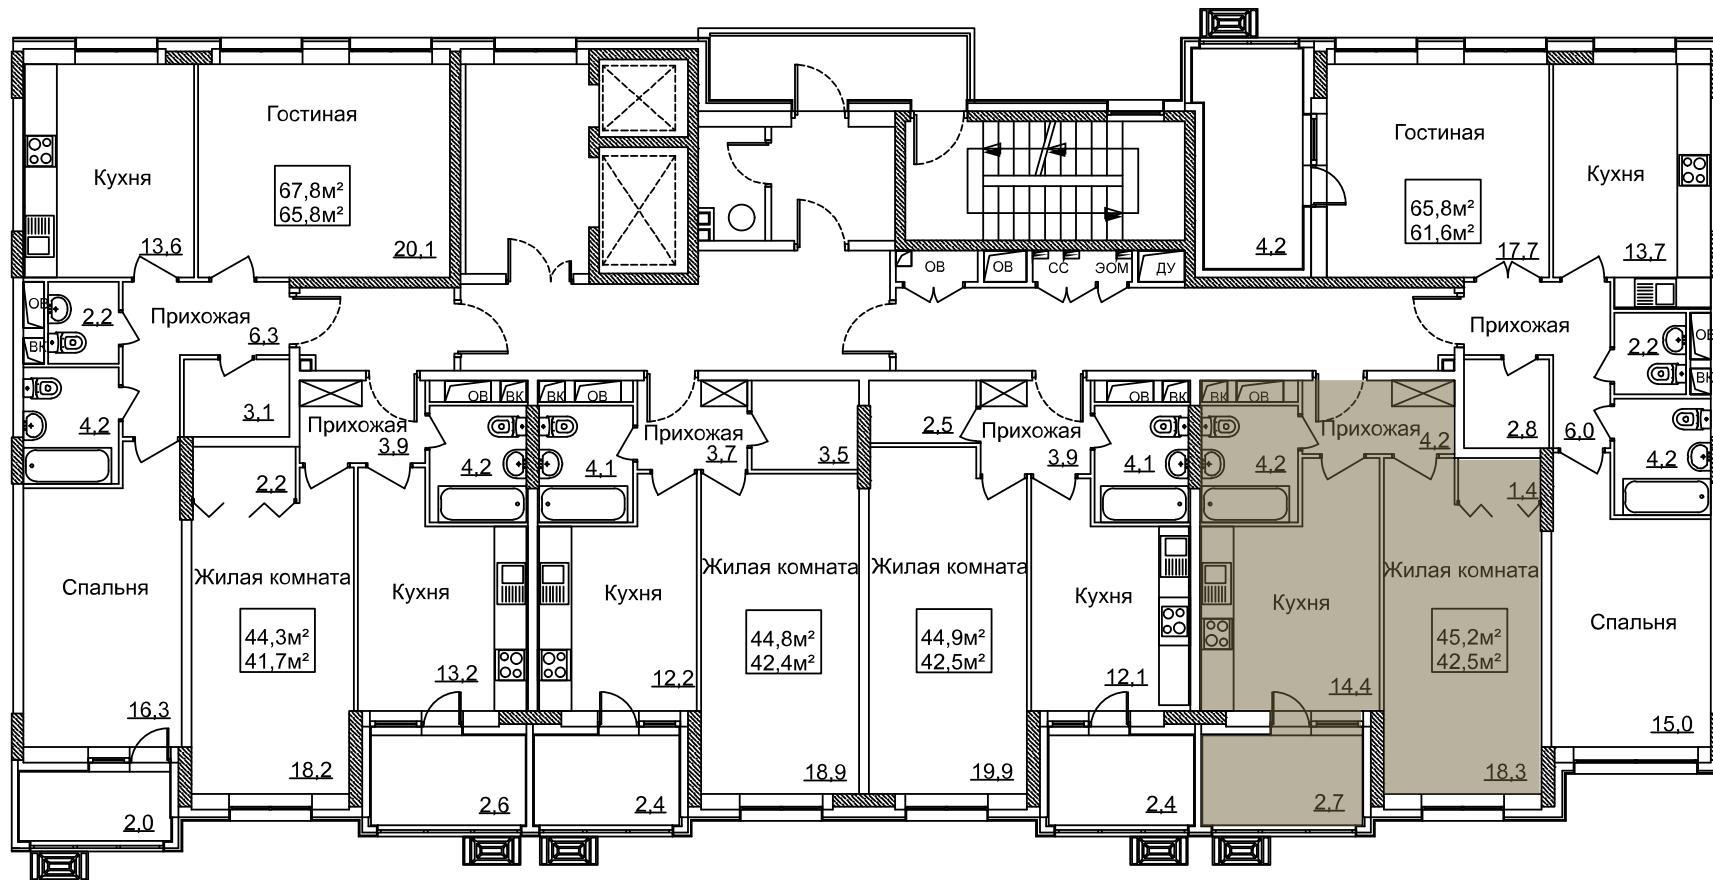 Кухня
13,6
Гостиная
67,8м²
65,8м²
20,1
4,2
Гостиная
65,8м²
61,6м²
17,7
Кухня
13,7
ОВ
ОВ
СС
ЭОМ
ДУ
ОВ
ВК
2,2
Прихожая
6,3
4,2
3,1
Прихожая
3,9
ОВ
ВК
4,2
ВК
ОВ
4,1
Прихожая
3,7
3,5
2,5
Прихожая
3,9
ОВ
ВК
4,1
ВК
ОВ
4,2
Прихожая
4,2
Прихожая
2,8
6,0
2,2
ОВ
ВК
4,2
Спальня
16,3
2,0
2,2
Жилая комната
44,3м²
41,7м²
18,2
Кухня
13,2
2,6
Кухня
12,2
2,4
Жилая комната
44,8м²
42,4м²
18,9
Жилая комната
44,9м²
42,5м²
19,9
Кухня
12,1
2,4
Кухня
14,4
2,7
1,4
Жилая комната
45,2м²
42,5м²
18,3
Спальня
15,0